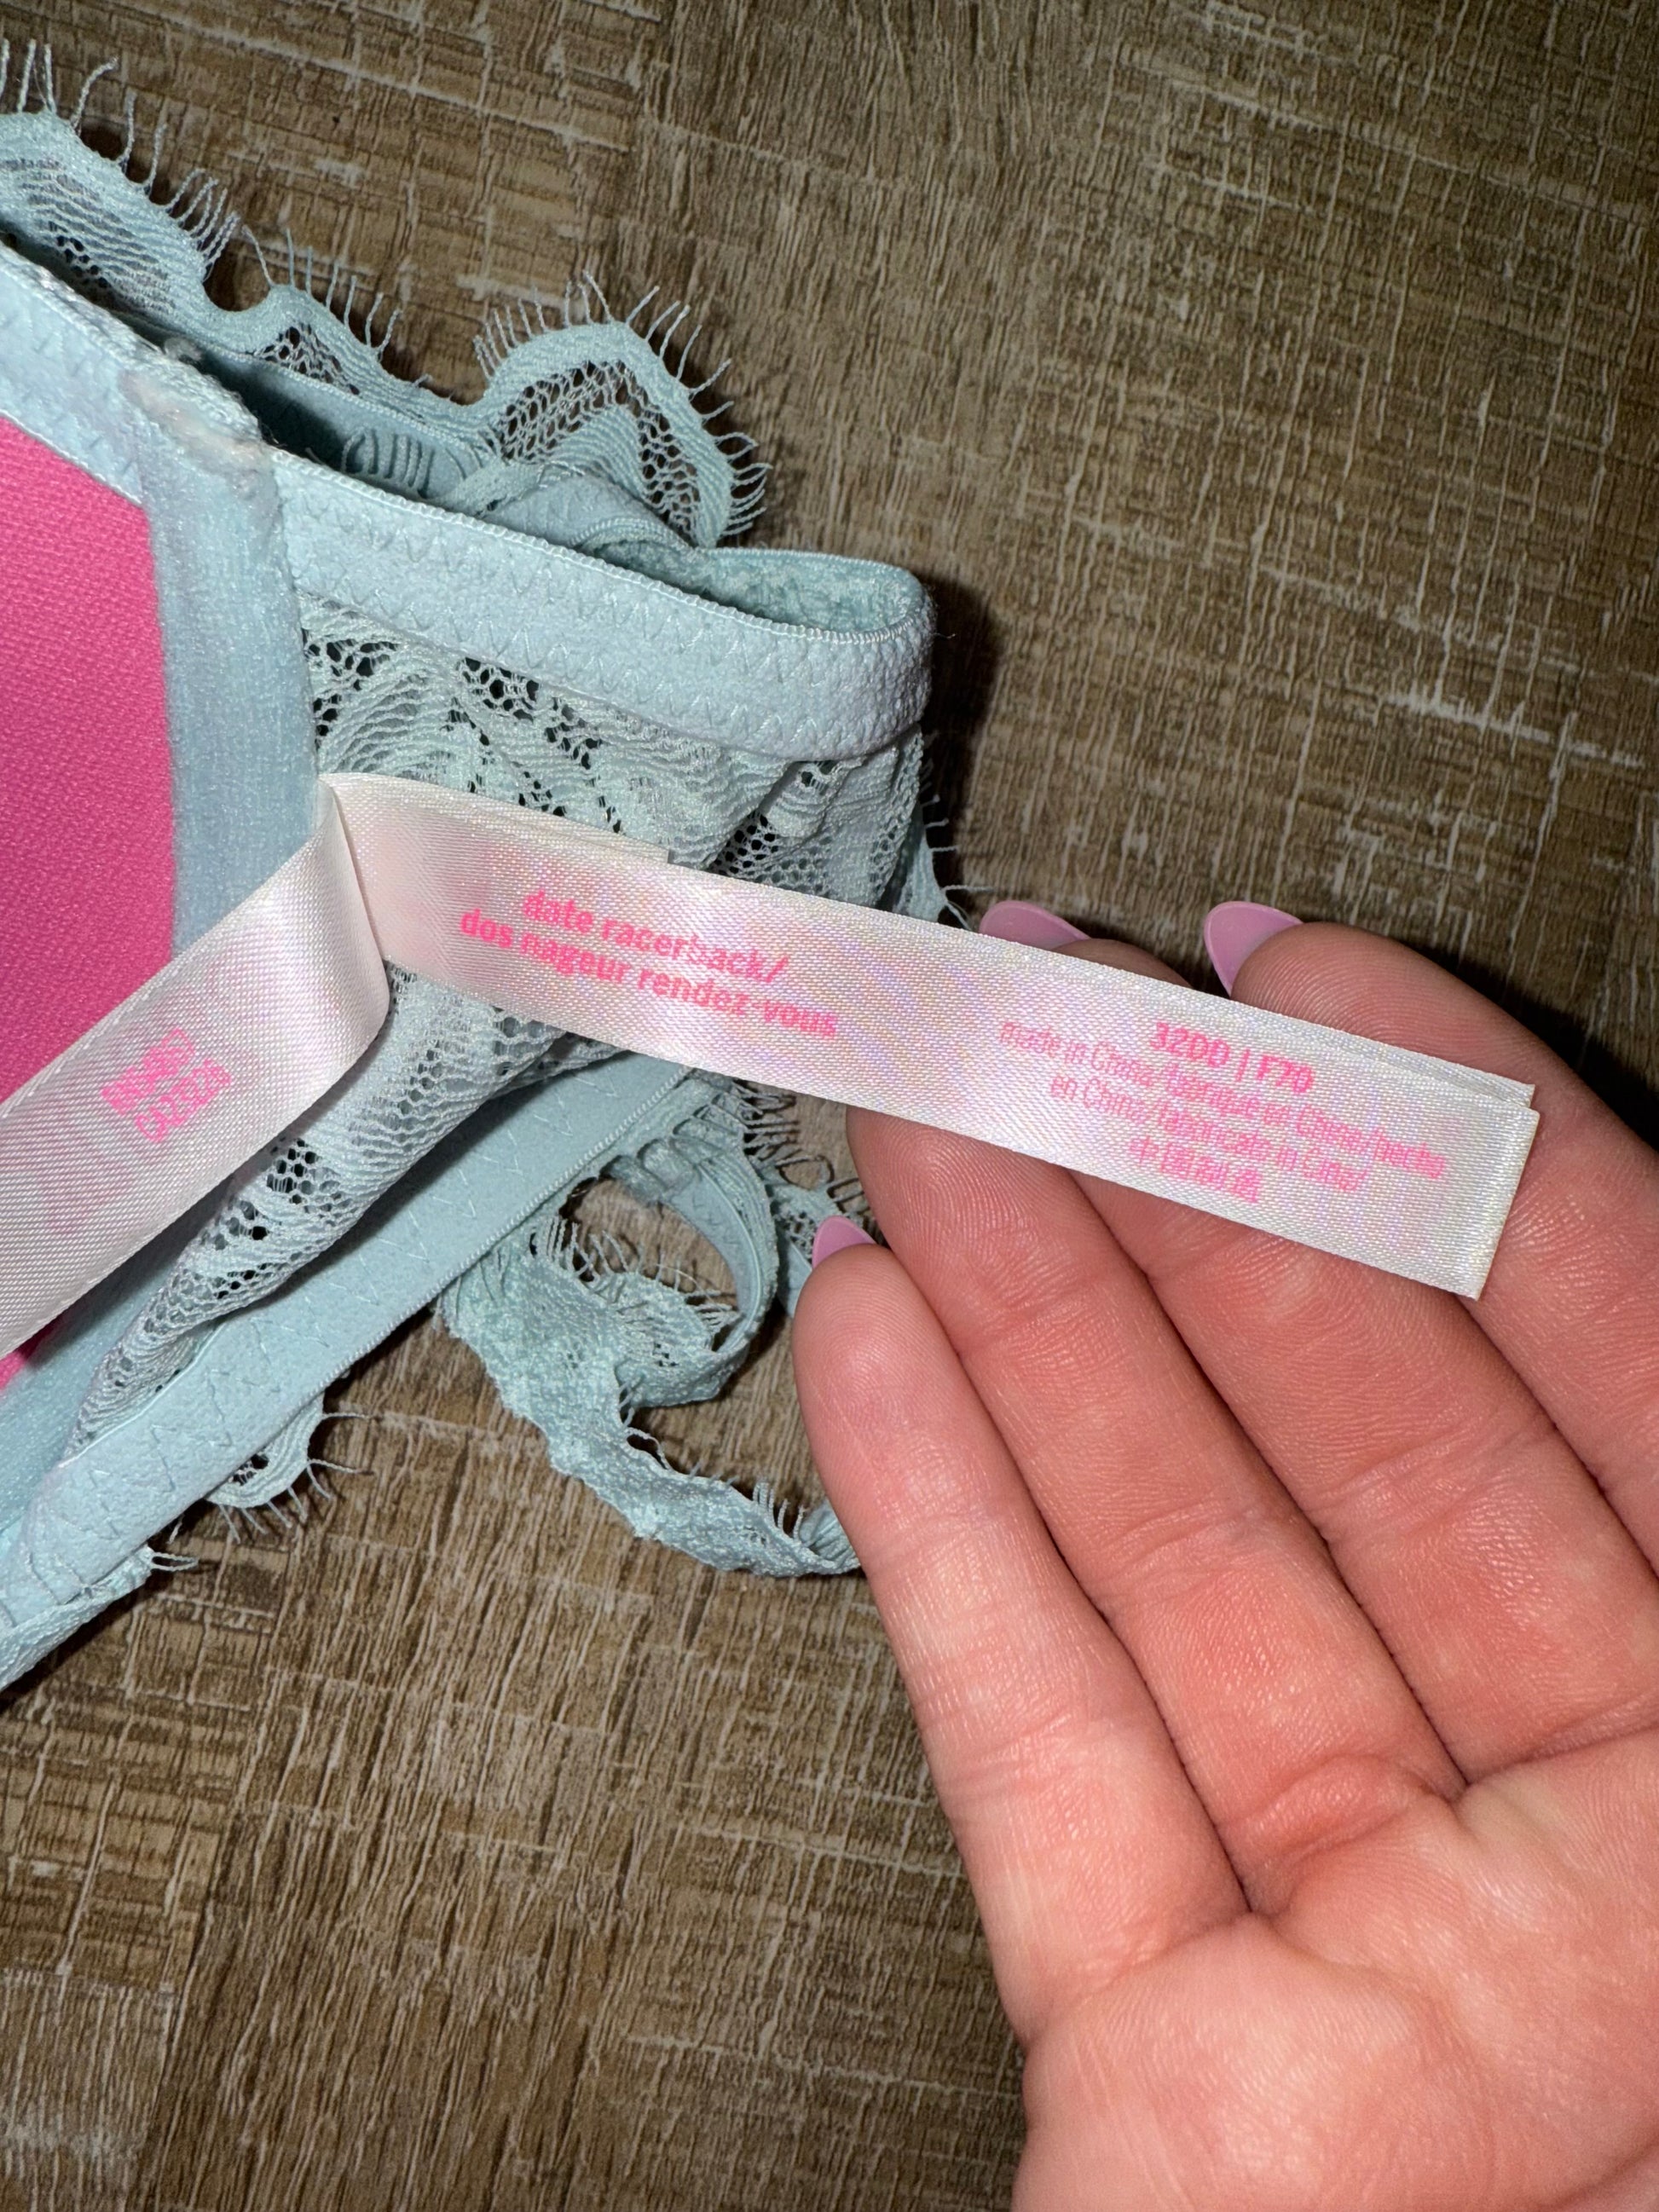 date racerback/
dos nageur rendez-vous
32DD | F70
made in China/fabriqué en Chine/hecho
en China/fabricado in Cina/
中国制造
CA23728